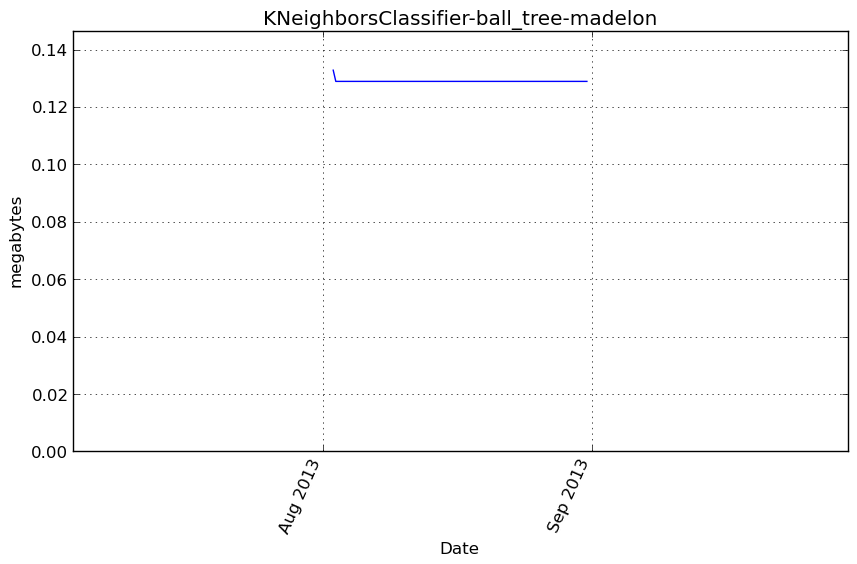 KNeighborsClassifier-ball_tree-madelon
0.14
0.12
0.10
0.08
0.06
0.04
0.02
0.00
megabytes
Aug 2013
Sep 2013
Date